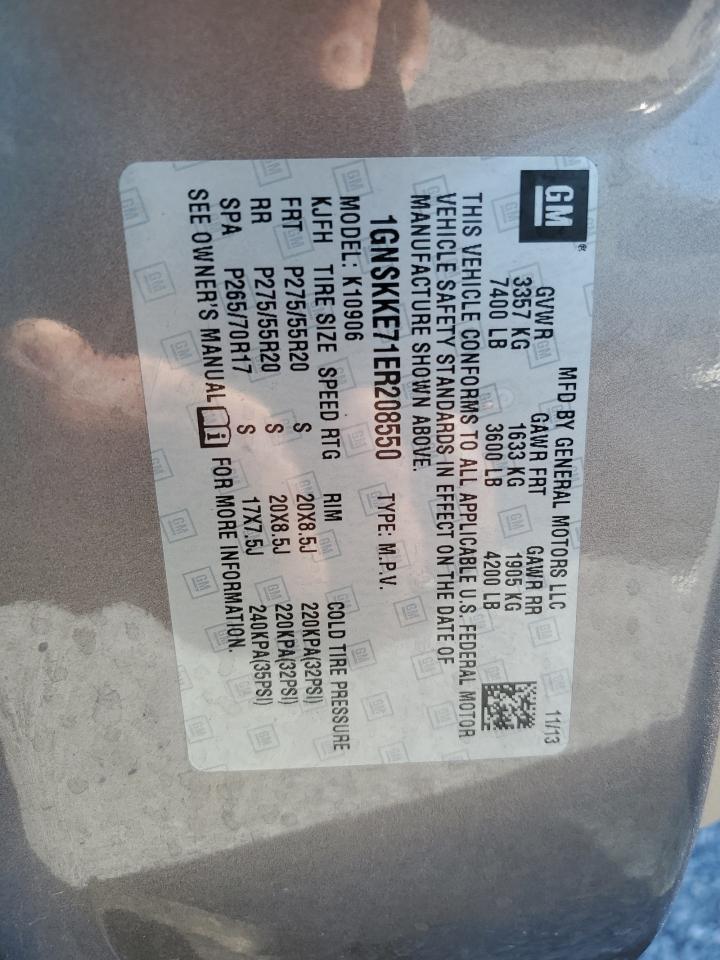 GM®
MFD BY GENERAL MOTORS LLC 11/13
GVWR GAWR FRT GAWR RR
3357 KG 1633 KG 1905 KG
7400 LB 3600 LB 4200 LB
THIS VEHICLE CONFORMS TO ALL APPLICABLE U.S. FEDERAL MOTOR
VEHICLE SAFETY STANDARDS IN EFFECT ON THE DATE OF
MANUFACTURE SHOWN ABOVE.
1GNSKKE71ER208550 TYPE: M.P.V.
MODEL: K10906
KJFH TIRE SIZE SPEED RTG RIM COLD TIRE PRESSURE
FRT P275/55R20 S 20X8.5J 220KPA(32PSI)
RR P275/55R20 S 20X8.5J 220KPA(32PSI)
SPA P265/70R17 S 17X7.5J 240KPA(35PSI)
SEE OWNER'S MANUAL FOR MORE INFORMATION.